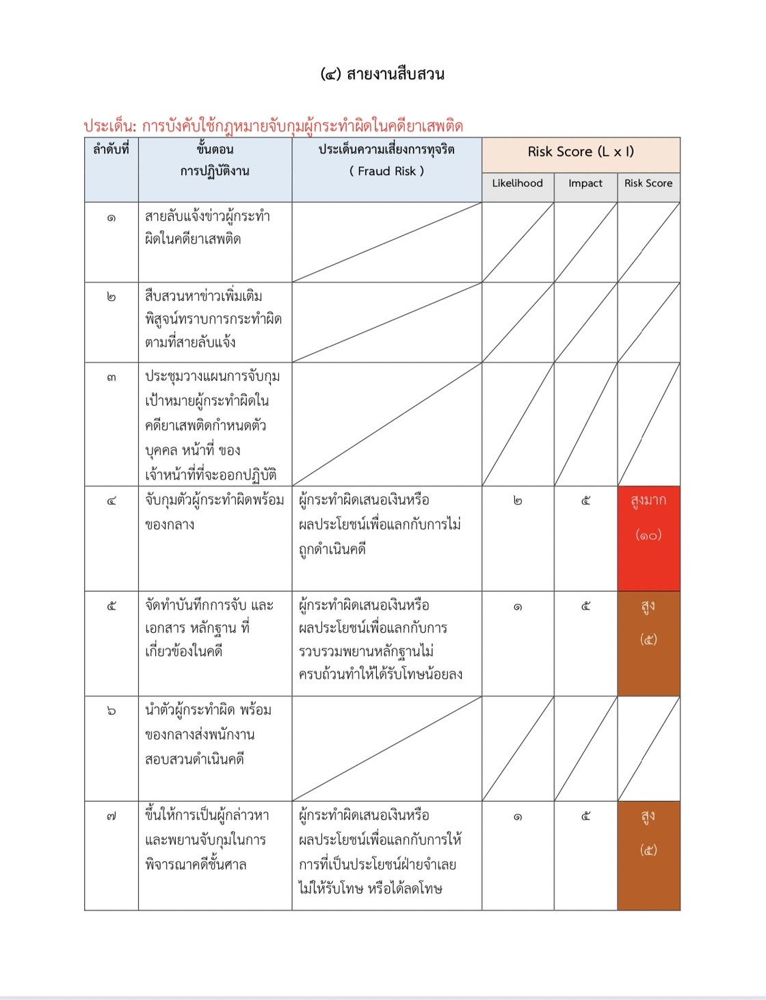 (๔) สายงานสืบสวน
ประเด็น: การบังคับใช้กฎหมายจับกุมผู้กระทำผิดในคดียาเสพติด
ลำดับที่
ขั้นตอน
การปฏิบัติงาน
ประเด็นความเสี่ยงการทุจริต
( Fraud Risk )
Risk Score (L x I)
Likelihood
Impact
Risk Score
๑
สายลับแจ้งข่าวผู้กระทำ
ผิดในคดียาเสพติด
๒
สืบสวนหาข่าวเพิ่มเติม
พิสูจน์ทราบการกระทำผิด
ตามที่สายลับแจ้ง
๓
ประชุมวางแผนการจับกุม
เป้าหมายผู้กระทำผิดใน
คดียาเสพติดกำหนดตัว
บุคคล หน้าที่ ของ
เจ้าหน้าที่ที่จะออกปฏิบัติ
๔
จับกุมตัวผู้กระทำผิดพร้อม
ของกลาง
ผู้กระทำผิดเสนอเงินหรือ
ผลประโยชน์เพื่อแลกกับการไม่
ถูกดำเนินคดี
๒
๕
สูงมาก
(๑๐)
๕
จัดทำบันทึกการจับ และ
เอกสาร หลักฐาน ที่
เกี่ยวข้องในคดี
ผู้กระทำผิดเสนอเงินหรือ
ผลประโยชน์เพื่อแลกกับการ
รวบรวมพยานหลักฐานไม่
ครบถ้วนทำให้ได้รับโทษน้อยลง
๑
๕
สูง
(๕)
๖
นำตัวผู้กระทำผิด พร้อม
ของกลางส่งพนักงาน
สอบสวนดำเนินคดี
๗
ขึ้นให้การเป็นผู้กล่าวหา
และพยานจับกุมในการ
พิจารณาคดีชั้นศาล
ผู้กระทำผิดเสนอเงินหรือ
ผลประโยชน์เพื่อแลกกับการให้
การที่เป็นประโยชน์ฝ่ายจำเลย
ไม่ให้รับโทษ หรือได้ลดโทษ
๑
๕
สูง
(๕)